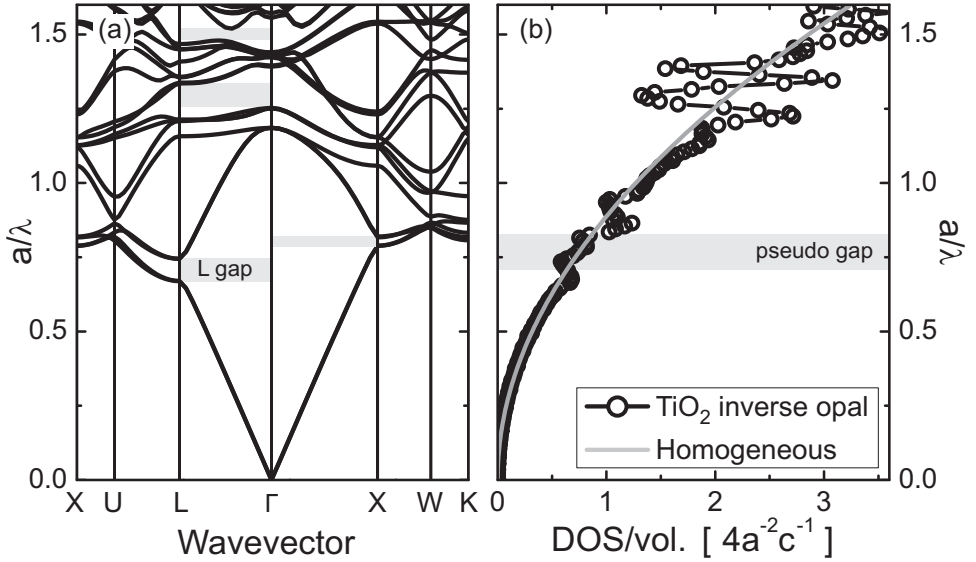 (a)
a/λ
1.5
1.0
0.5
0.0
L gap
X U L Γ X W K
Wavevector
(b)
pseudo gap
TiO₂ inverse opal
Homogeneous
0 1 2 3
DOS/vol. [ 4a⁻²c⁻¹ ]
1.5
1.0
0.5
0.0
a/λ